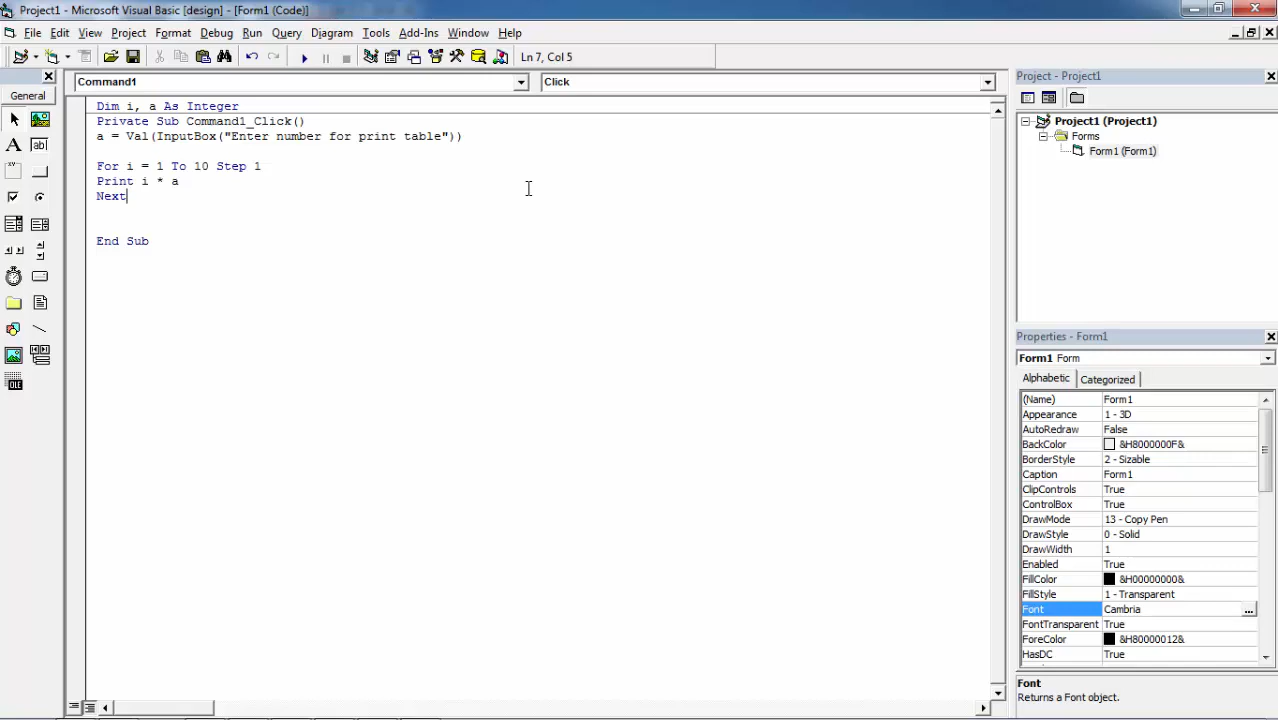 Project1 - Microsoft Visual Basic [design] - [Form1 (Code)]
File Edit View Project Format Debug Run Query Diagram Tools Add-Ins Window Help
Ln 7, Col 5
General
Command1
Click
Dim i, a As Integer
Private Sub Command1_Click()
a = Val(InputBox("Enter number for print table"))
For i = 1 To 10 Step 1
Print i * a
Next
End Sub
Project - Project1
Project1 (Project1)
Forms
Form1 (Form1)
Properties - Form1
Form1 Form
Alphabetic Categorized
(Name) Form1
Appearance 1 - 3D
AutoRedraw False
BackColor &H8000000F&
BorderStyle 2 - Sizable
Caption Form1
ClipControls True
ControlBox True
DrawMode 13 - Copy Pen
DrawStyle 0 - Solid
DrawWidth 1
Enabled True
FillColor &H00000000&
FillStyle 1 - Transparent
Font Cambria ...
FontTransparent True
ForeColor &H80000012&
HasDC True
Font
Returns a Font object.
A
ab
OLE